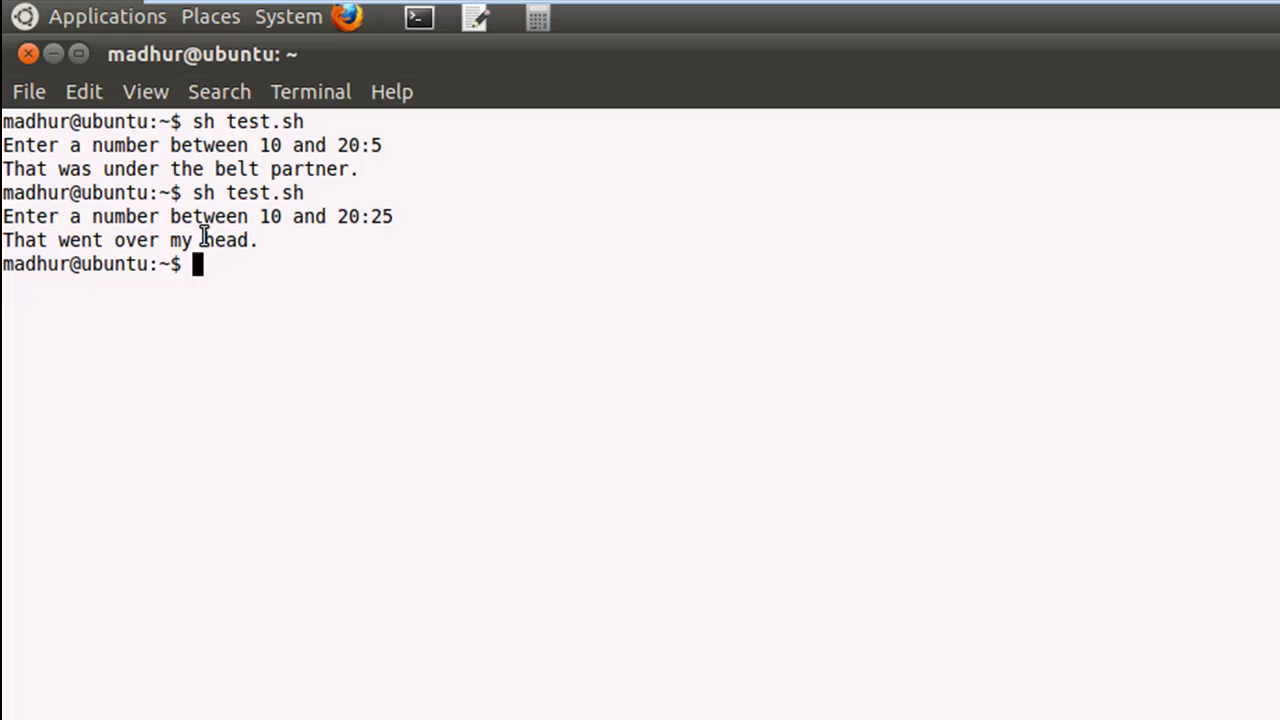 Applications Places System
madhur@ubuntu: ~
File Edit View Search Terminal Help
madhur@ubuntu:~$ sh test.sh
Enter a number between 10 and 20:5
That was under the belt partner.
madhur@ubuntu:~$ sh test.sh
Enter a number between 10 and 20:25
That went over my head.
madhur@ubuntu:~$